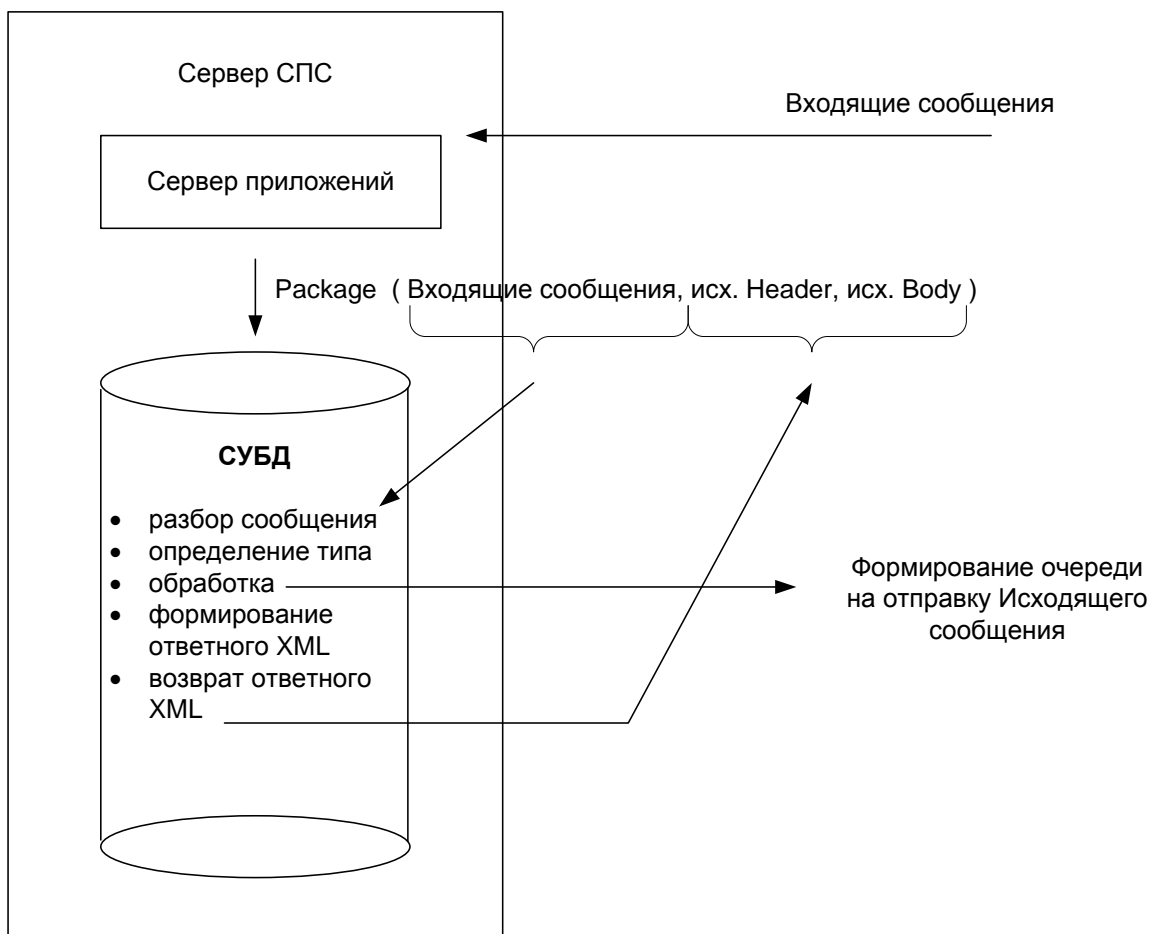 Сервер СПС
Входящие сообщения
Сервер приложений
Package ( Входящие сообщения, исх. Header, исх. Body )
СУБД
• разбор сообщения
• определение типа
• обработка
• формирование
ответного XML
• возврат ответного
XML
Формирование очереди
на отправку Исходящего
сообщения